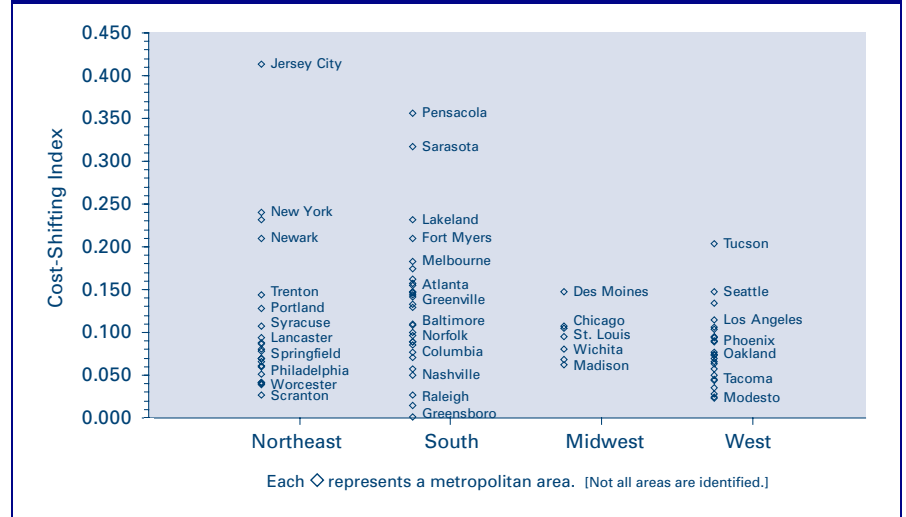 Cost-Shifting Index
0.450
0.400
0.350
0.300
0.250
0.200
0.150
0.100
0.050
0.000
Jersey City
New York
Newark
Trenton
Portland
Syracuse
Lancaster
Springfield
Philadelphia
Worcester
Scranton
Pensacola
Sarasota
Lakeland
Fort Myers
Melbourne
Atlanta
Greenville
Baltimore
Norfolk
Columbia
Nashville
Raleigh
Greensboro
Des Moines
Chicago
St. Louis
Wichita
Madison
Tucson
Seattle
Los Angeles
Phoenix
Oakland
Tacoma
Modesto
Northeast South Midwest West
Each ◇ represents a metropolitan area. [Not all areas are identified.]